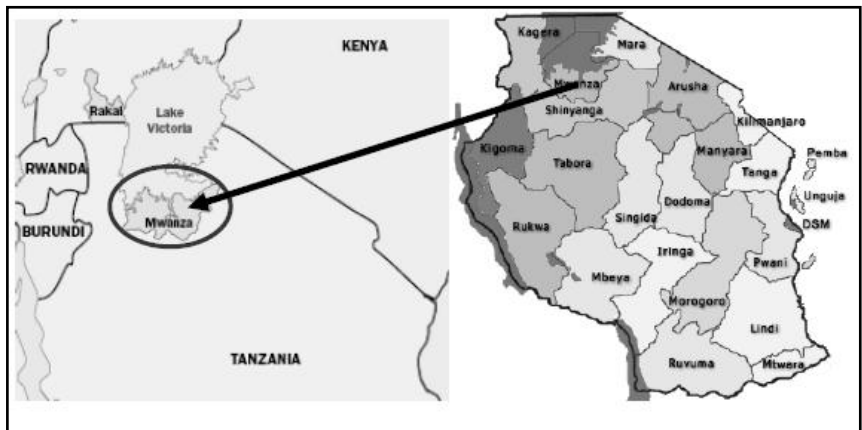 KENYA
Rakai
Lake
Victoria
RWANDA
BURUNDI
Mwanza
TANZANIA
Kagera
Mara
Mwanza
Arusha
Shinyanga
Kilimanjaro
Kigoma
Manyara
Pemba
Tabora
Tanga
Unguja
Dodoma
Singida
DSM
Rukwa
Iringa
Pwani
Mbeya
Morogoro
Lindi
Ruvuma
Mtwara